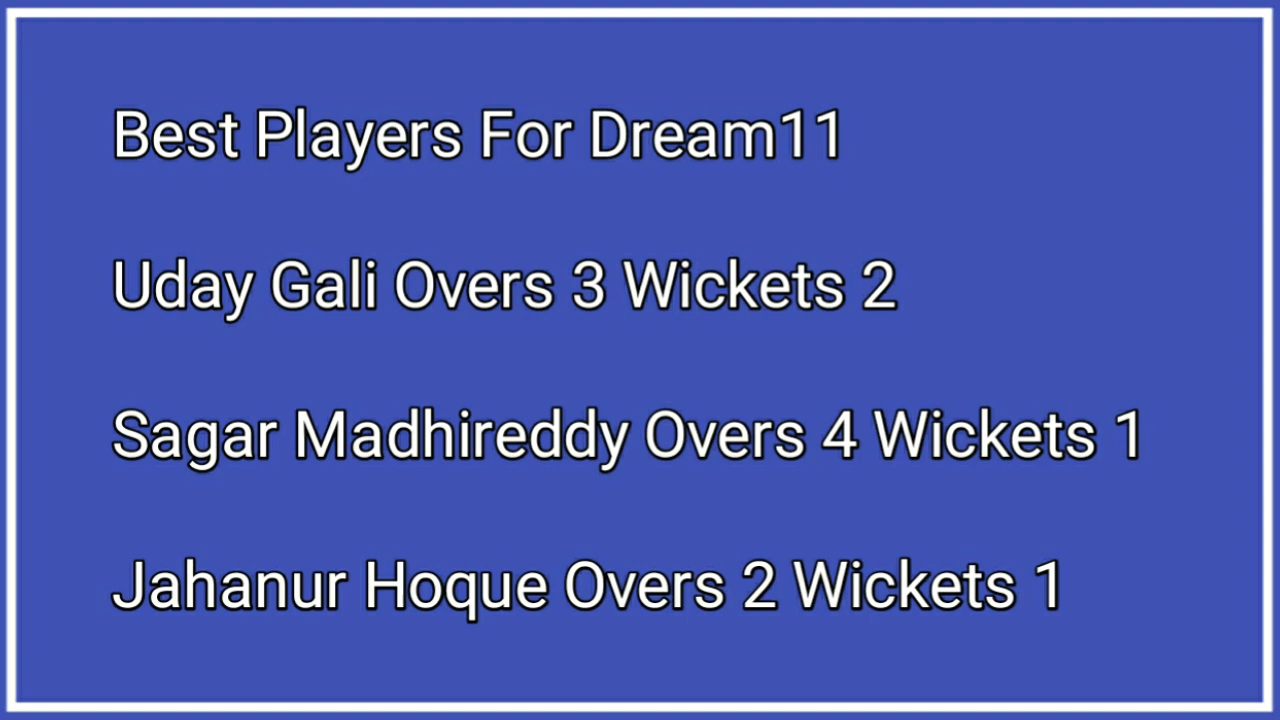 Best Players For Dream11
Uday Gali Overs 3 Wickets 2
Sagar Madhireddy Overs 4 Wickets 1
Jahanur Hoque Overs 2 Wickets 1